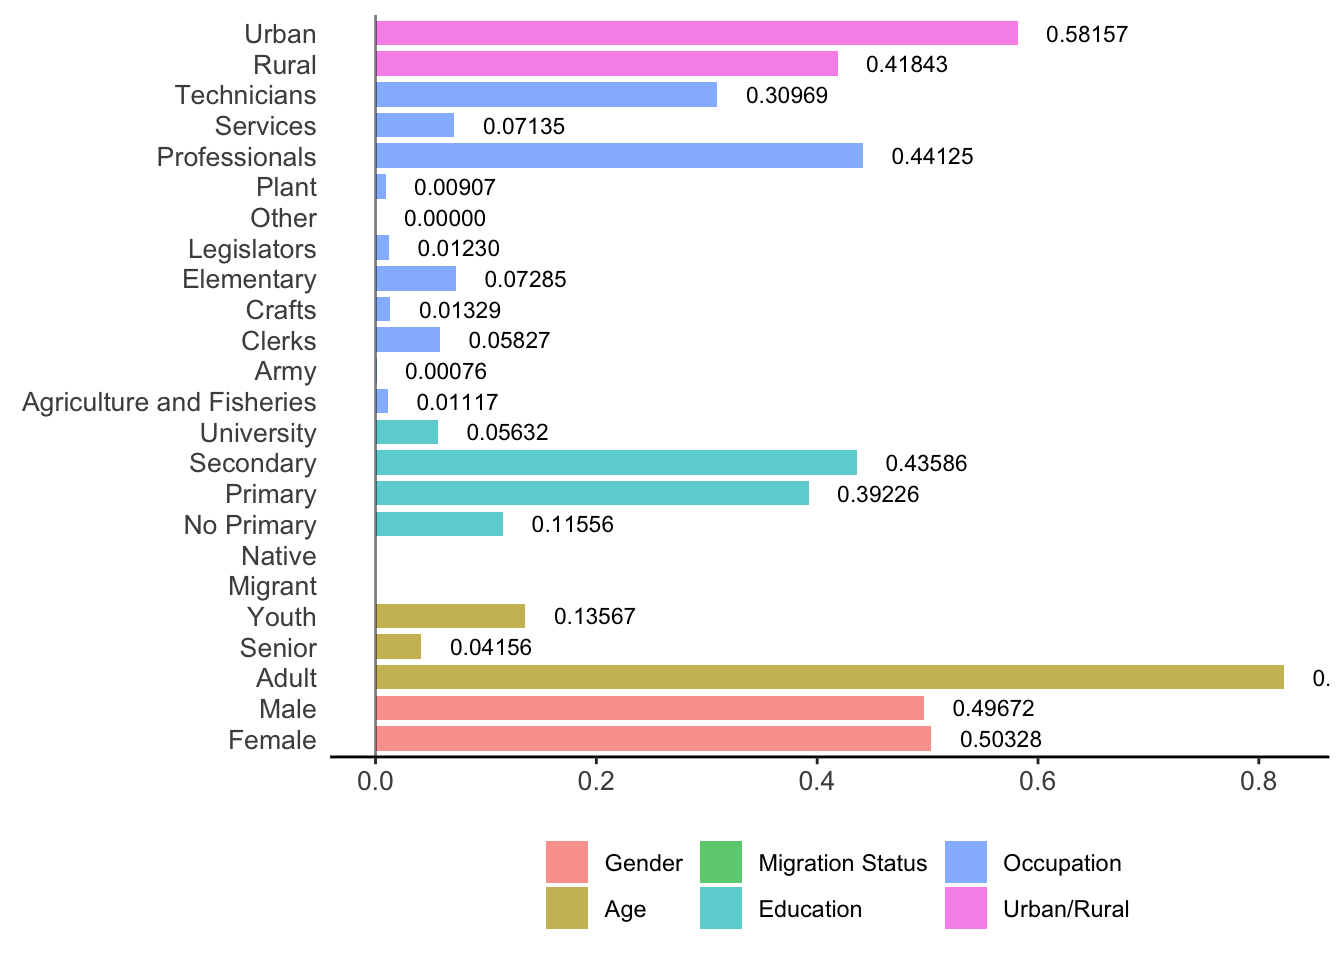 Urban 0.58157
Rural 0.41843
Technicians 0.30969
Services 0.07135
Professionals 0.44125
Plant 0.00907
Other 0.00000
Legislators 0.01230
Elementary 0.07285
Crafts 0.01329
Clerks 0.05827
Army 0.00076
Agriculture and Fisheries 0.01117
University 0.05632
Secondary 0.43586
Primary 0.39226
No Primary 0.11556
Native
Migrant
Youth 0.13567
Senior 0.04156
Adult 0.
Male 0.49672
Female 0.50328
0.0 0.2 0.4 0.6 0.8
Gender Migration Status Occupation
Age Education Urban/Rural